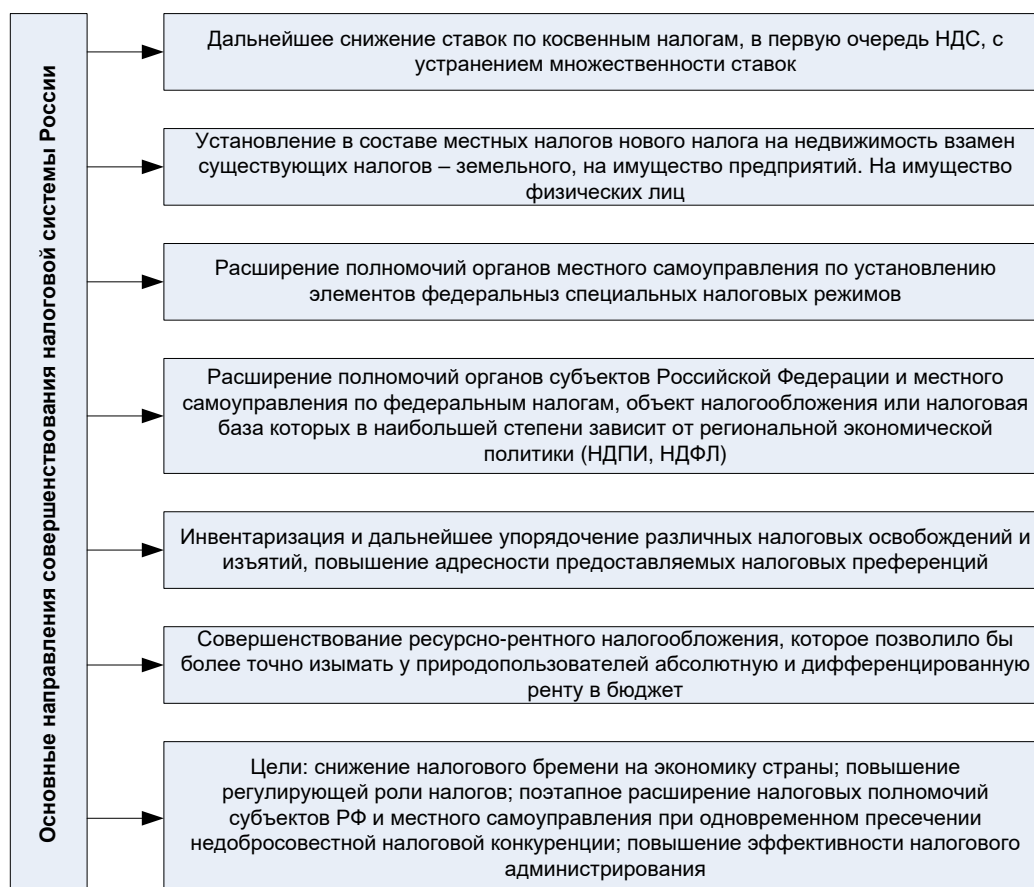 Основные направления совершенствования налоговой системы России
Дальнейшее снижение ставок по косвенным налогам, в первую очередь НДС, с
устранением множественности ставок
Установление в составе местных налогов нового налога на недвижимость взамен
существующих налогов – земельного, на имущество предприятий. На имущество
физических лиц
Расширение полномочий органов местного самоуправления по установлению
элементов федеральныз специальных налоговых режимов
Расширение полномочий органов субъектов Российской Федерации и местного
самоуправления по федеральным налогам, объект налогообложения или налоговая
база которых в наибольшей степени зависит от региональной экономической
политики (НДПИ, НДФЛ)
Инвентаризация и дальнейшее упорядочение различных налоговых освобождений и
изъятий, повышение адресности предоставляемых налоговых преференций
Совершенствование ресурсно-рентного налогообложения, которое позволило бы
более точно изымать у природопользователей абсолютную и дифференцированную
ренту в бюджет
Цели: снижение налогового бремени на экономику страны; повышение
регулирующей роли налогов; поэтапное расширение налоговых полномочий
субъектов РФ и местного самоуправления при одновременном пресечении
недобросовестной налоговой конкуренции; повышение эффективности налогового
администрирования